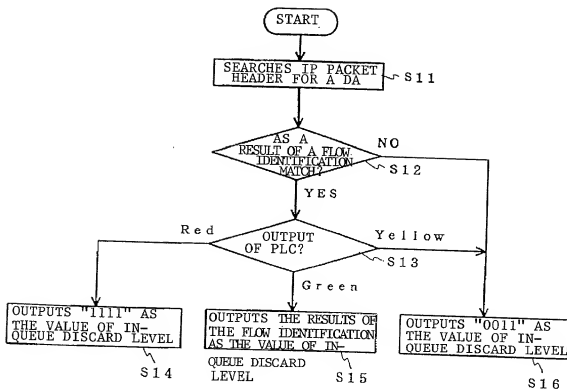 START
SEARCHES IP PACKET
HEADER FOR A DA
S11
AS A
RESULT OF A FLOW
IDENTIFICATION
MATCH?
NO
S12
YES
Red
OUTPUT
OF PLC?
Yellow
S13
Green
OUTPUTS "1111" AS
THE VALUE OF IN-
QUEUE DISCARD LEVEL
S14
OUTPUTS THE RESULTS OF
THE FLOW IDENTIFICATION
AS THE VALUE OF IN-
QUEUE DISCARD
LEVEL
S15
OUTPUTS "0011" AS
THE VALUE OF IN-
QUEUE DISCARD LEVEL
S16